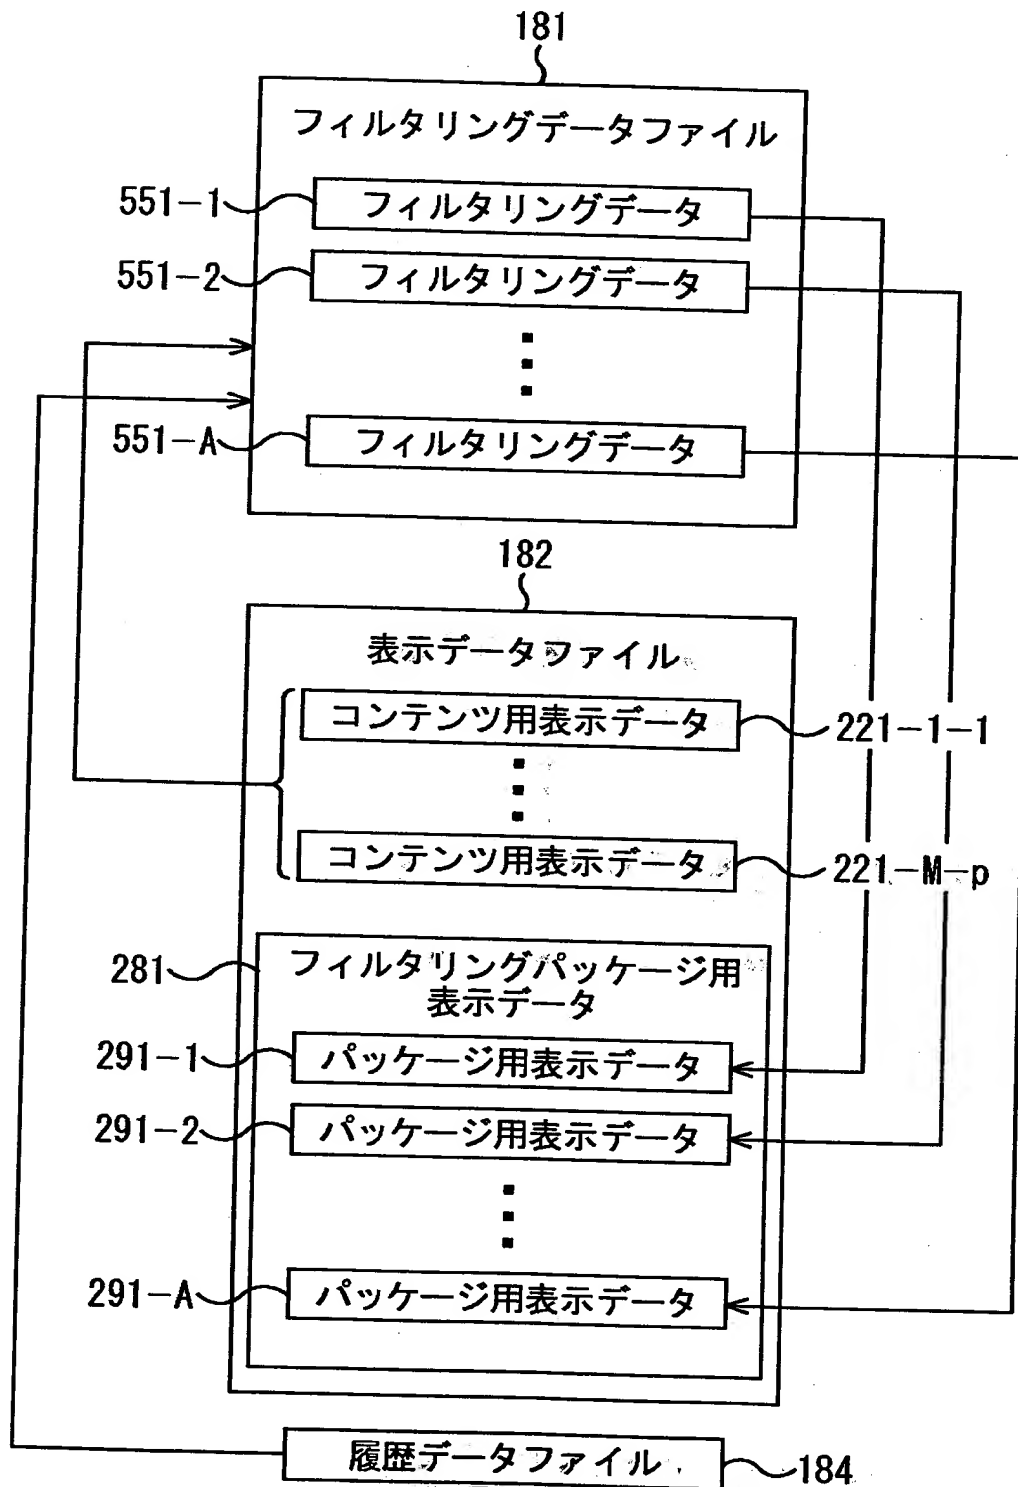 181
フィルタリングデータファイル
551-1
フィルタリングデータ
551-2
フィルタリングデータ
551-A
フィルタリングデータ
182
表示データファイル
コンテンツ用表示データ
221-1-1
コンテンツ用表示データ
221-M-p
281
フィルタリングパッケージ用
表示データ
291-1
パッケージ用表示データ
291-2
パッケージ用表示データ
291-A
パッケージ用表示データ
履歴データファイル
184